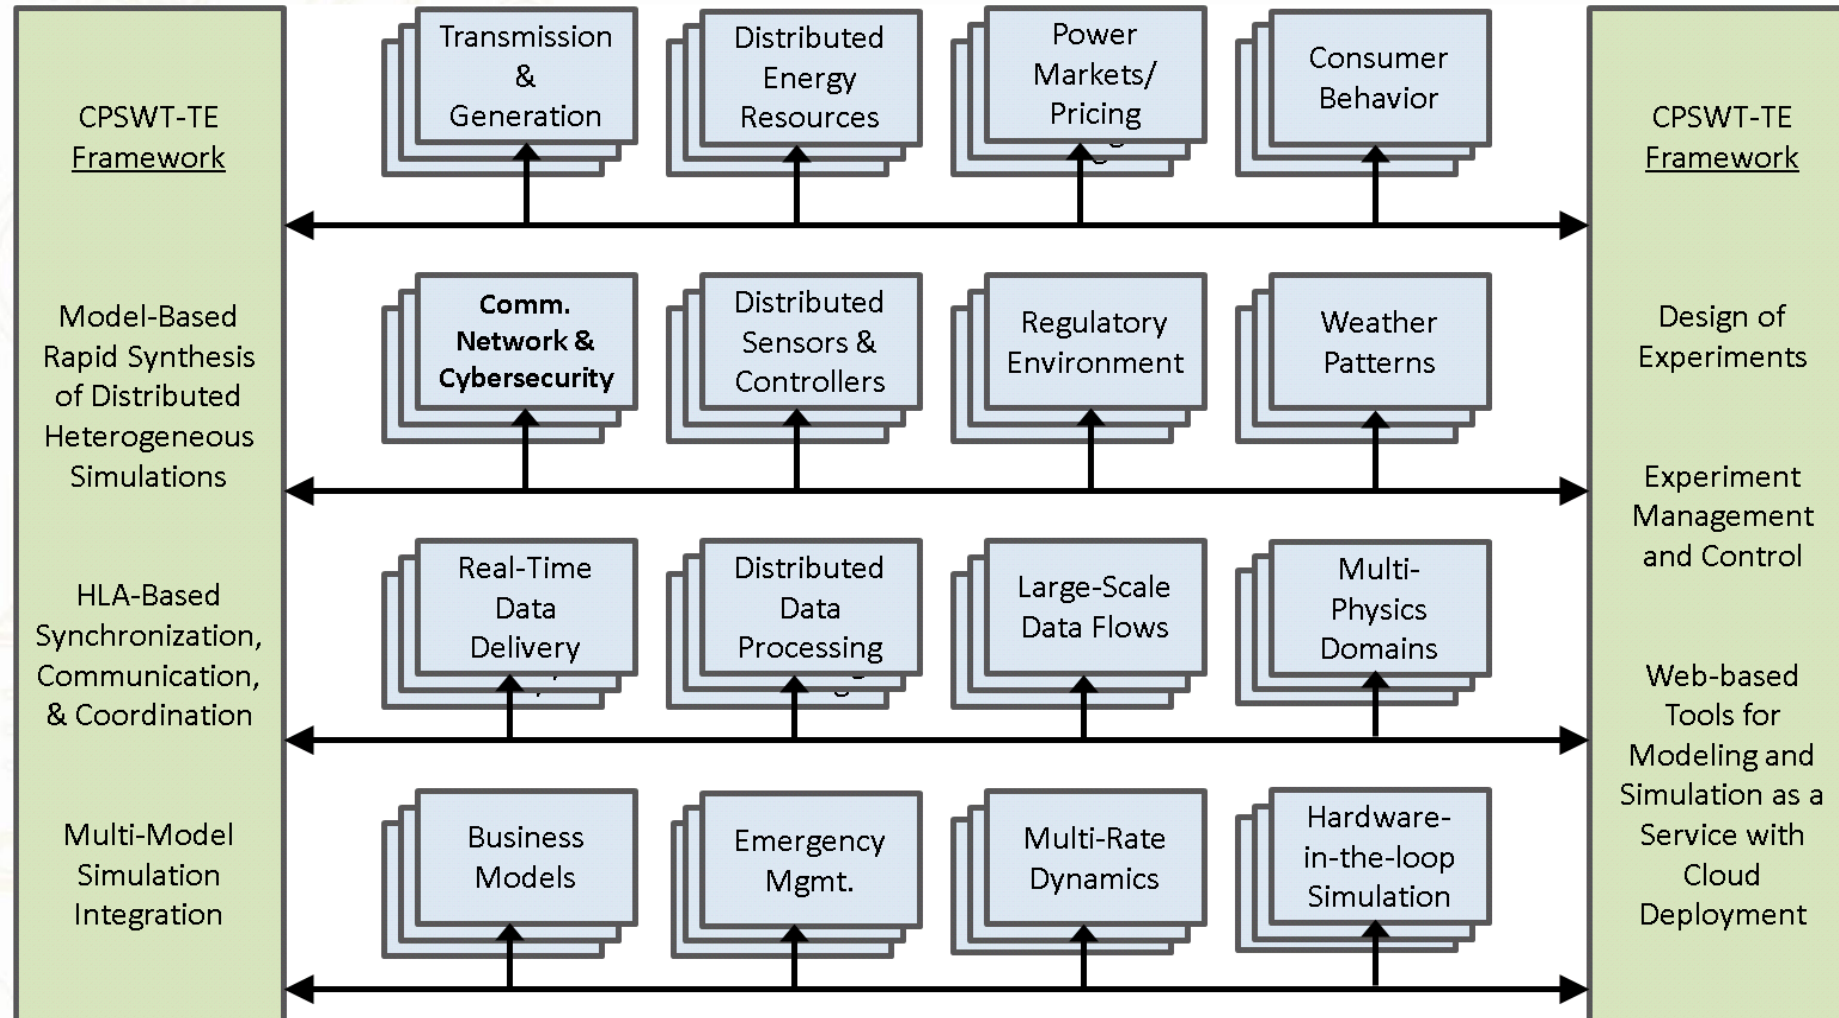 CPSWT-TE
Framework
Model-Based
Rapid Synthesis
of Distributed
Heterogeneous
Simulations
HLA-Based
Synchronization,
Communication,
& Coordination
Multi-Model
Simulation
Integration
Transmission
&
Generation
Distributed
Energy
Resources
Power
Markets/
Pricing
Consumer
Behavior
Comm.
Network &
Cybersecurity
Distributed
Sensors &
Controllers
Regulatory
Environment
Weather
Patterns
Real-Time
Data
Delivery
Distributed
Data
Processing
Large-Scale
Data Flows
Multi-
Physics
Domains
Business
Models
Emergency
Mgmt.
Multi-Rate
Dynamics
Hardware-
in-the-loop
Simulation
CPSWT-TE
Framework
Design of
Experiments
Experiment
Management
and Control
Web-based
Tools for
Modeling and
Simulation as a
Service with
Cloud
Deployment